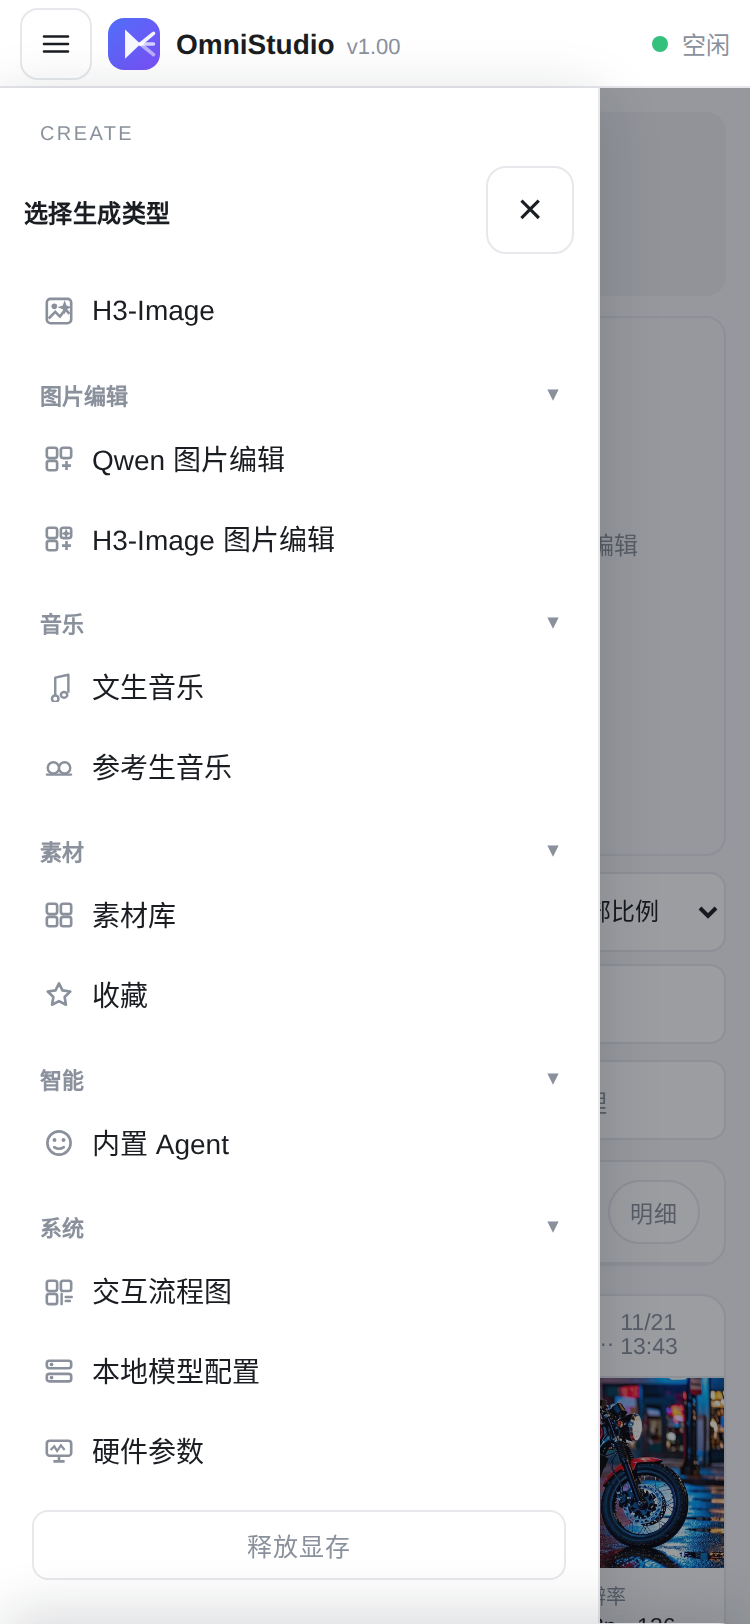 OmniStudio v1.00
空闲
CREATE
选择生成类型
H3-Image
图片编辑
Qwen 图片编辑
H3-Image 图片编辑
编辑
音乐
文生音乐
参考生音乐
素材
素材库
部比例
收藏
智能
内置 Agent
系统
明细
交互流程图
11/21
13:43
本地模型配置
硬件参数
释放显存